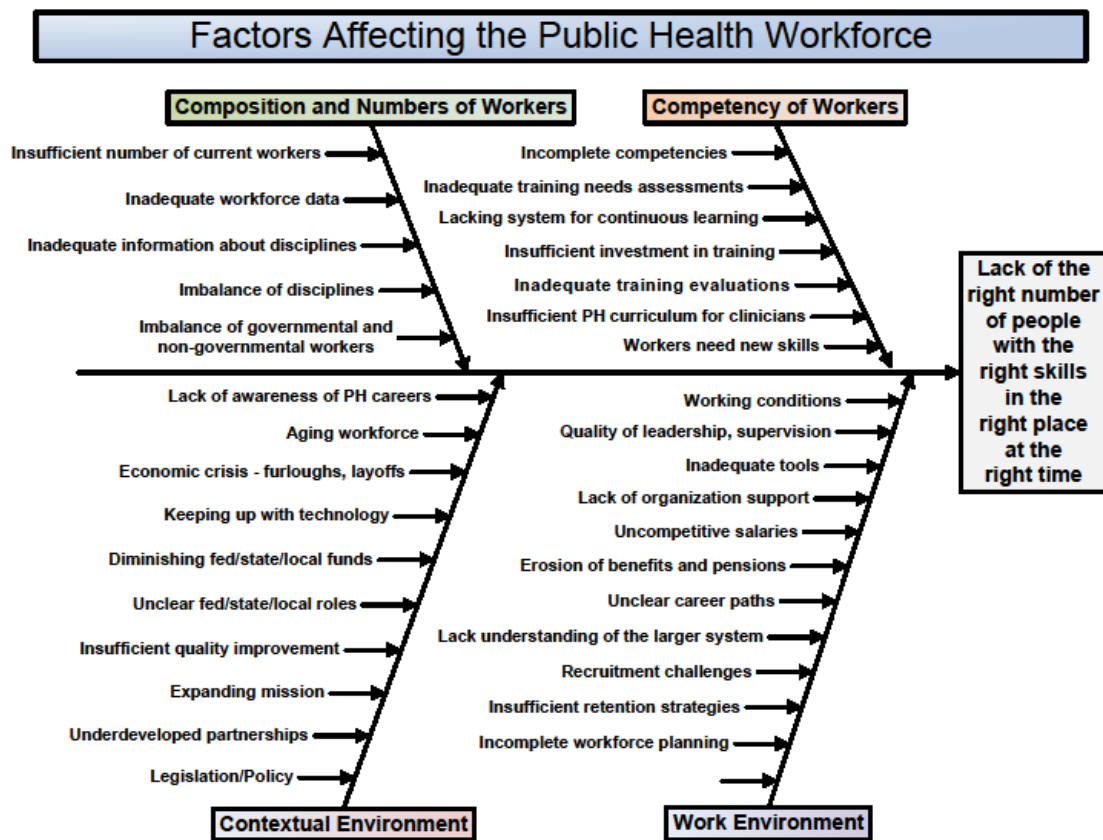 Factors Affecting the Public Health Workforce
Composition and Numbers of Workers
Insufficient number of current workers
Inadequate workforce data
Inadequate information about disciplines
Imbalance of disciplines
Imbalance of governmental and
non-governmental workers
Competency of Workers
Incomplete competencies
Inadequate training needs assessments
Lacking system for continuous learning
Insufficient investment in training
Inadequate training evaluations
Insufficient PH curriculum for clinicians
Workers need new skills
Lack of the
right number
of people
with the
right skills
in the
right place
at the
right time
Lack of awareness of PH careers
Aging workforce
Economic crisis - furloughs, layoffs
Keeping up with technology
Diminishing fed/state/local funds
Unclear fed/state/local roles
Insufficient quality improvement
Expanding mission
Underdeveloped partnerships
Legislation/Policy
Contextual Environment
Working conditions
Quality of leadership, supervision
Inadequate tools
Lack of organization support
Uncompetitive salaries
Erosion of benefits and pensions
Unclear career paths
Lack understanding of the larger system
Recruitment challenges
Insufficient retention strategies
Incomplete workforce planning
Work Environment